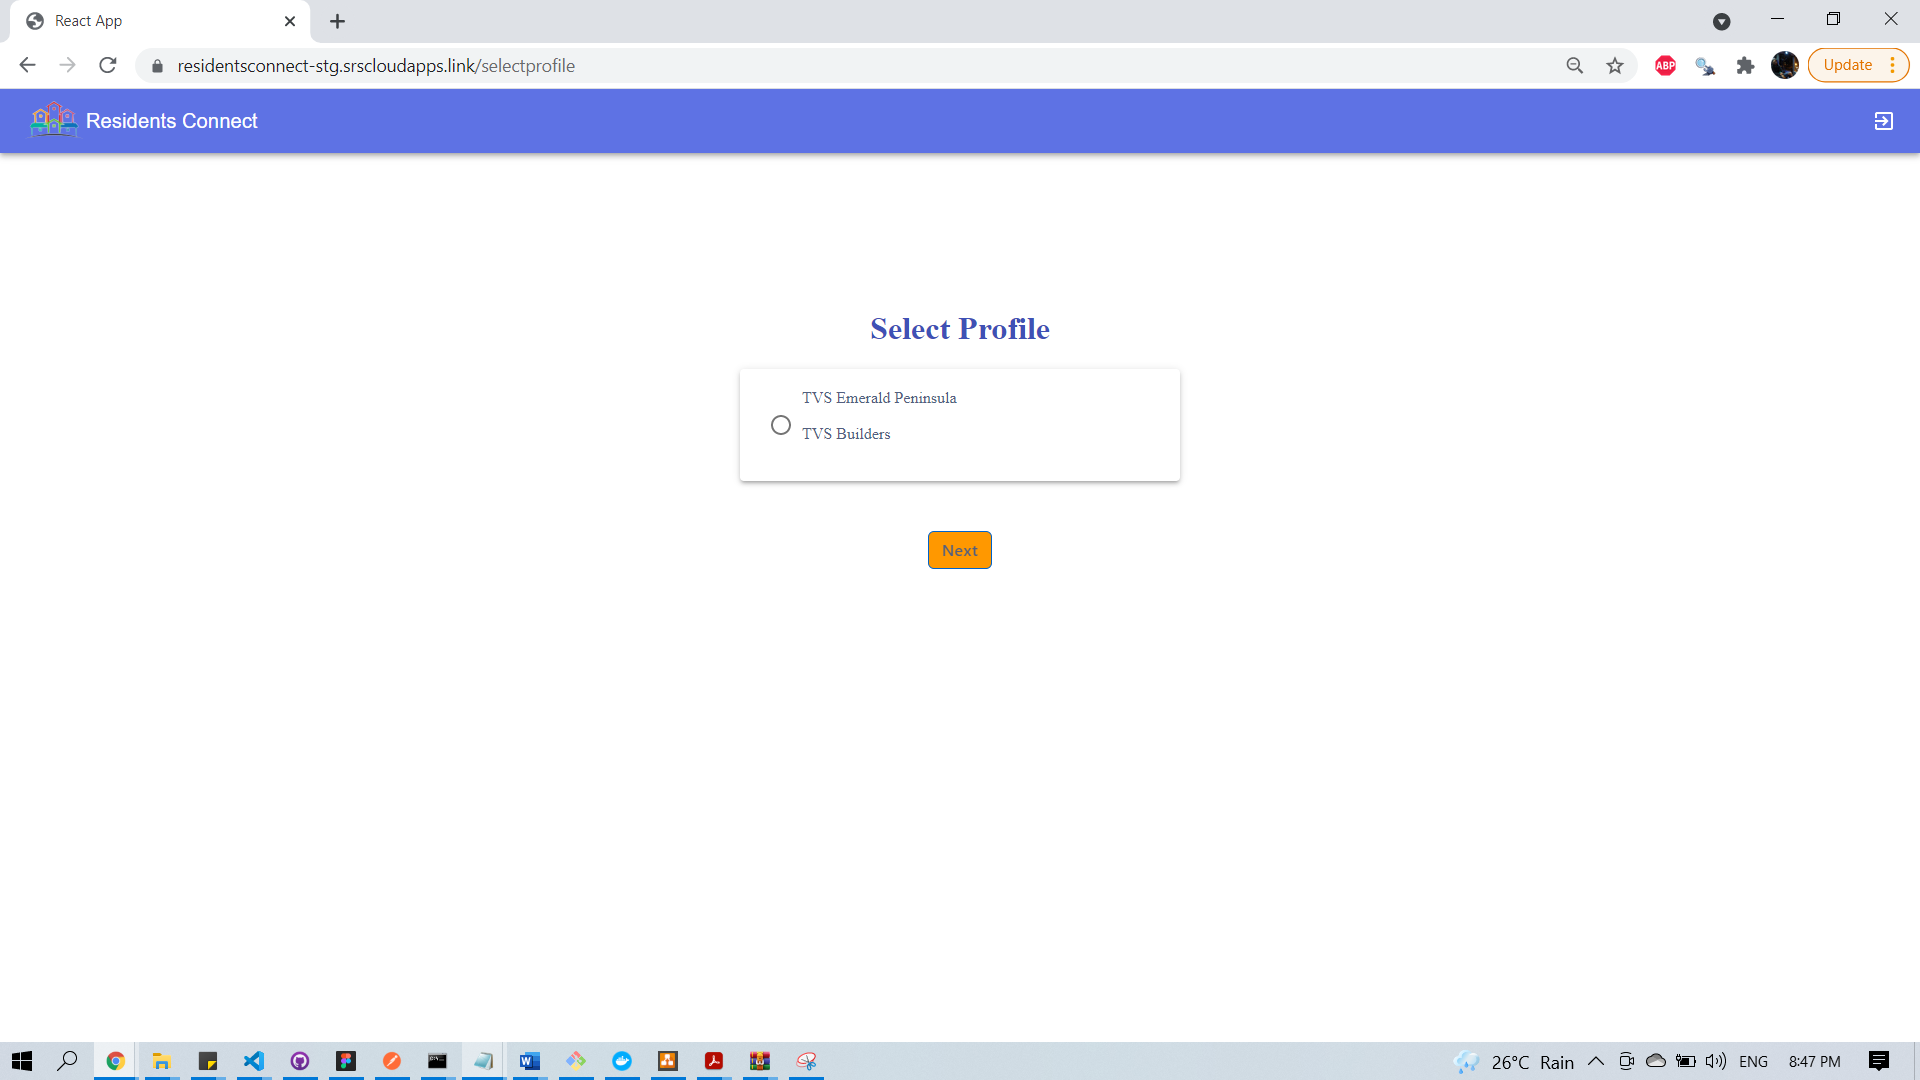 React App
residentsconnect-stg.srscloudapps.link/selectprofile
ABP
Update
Residents Connect
Select Profile
TVS Emerald Peninsula
TVS Builders
Next
26°C Rain
ENG
8:47 PM